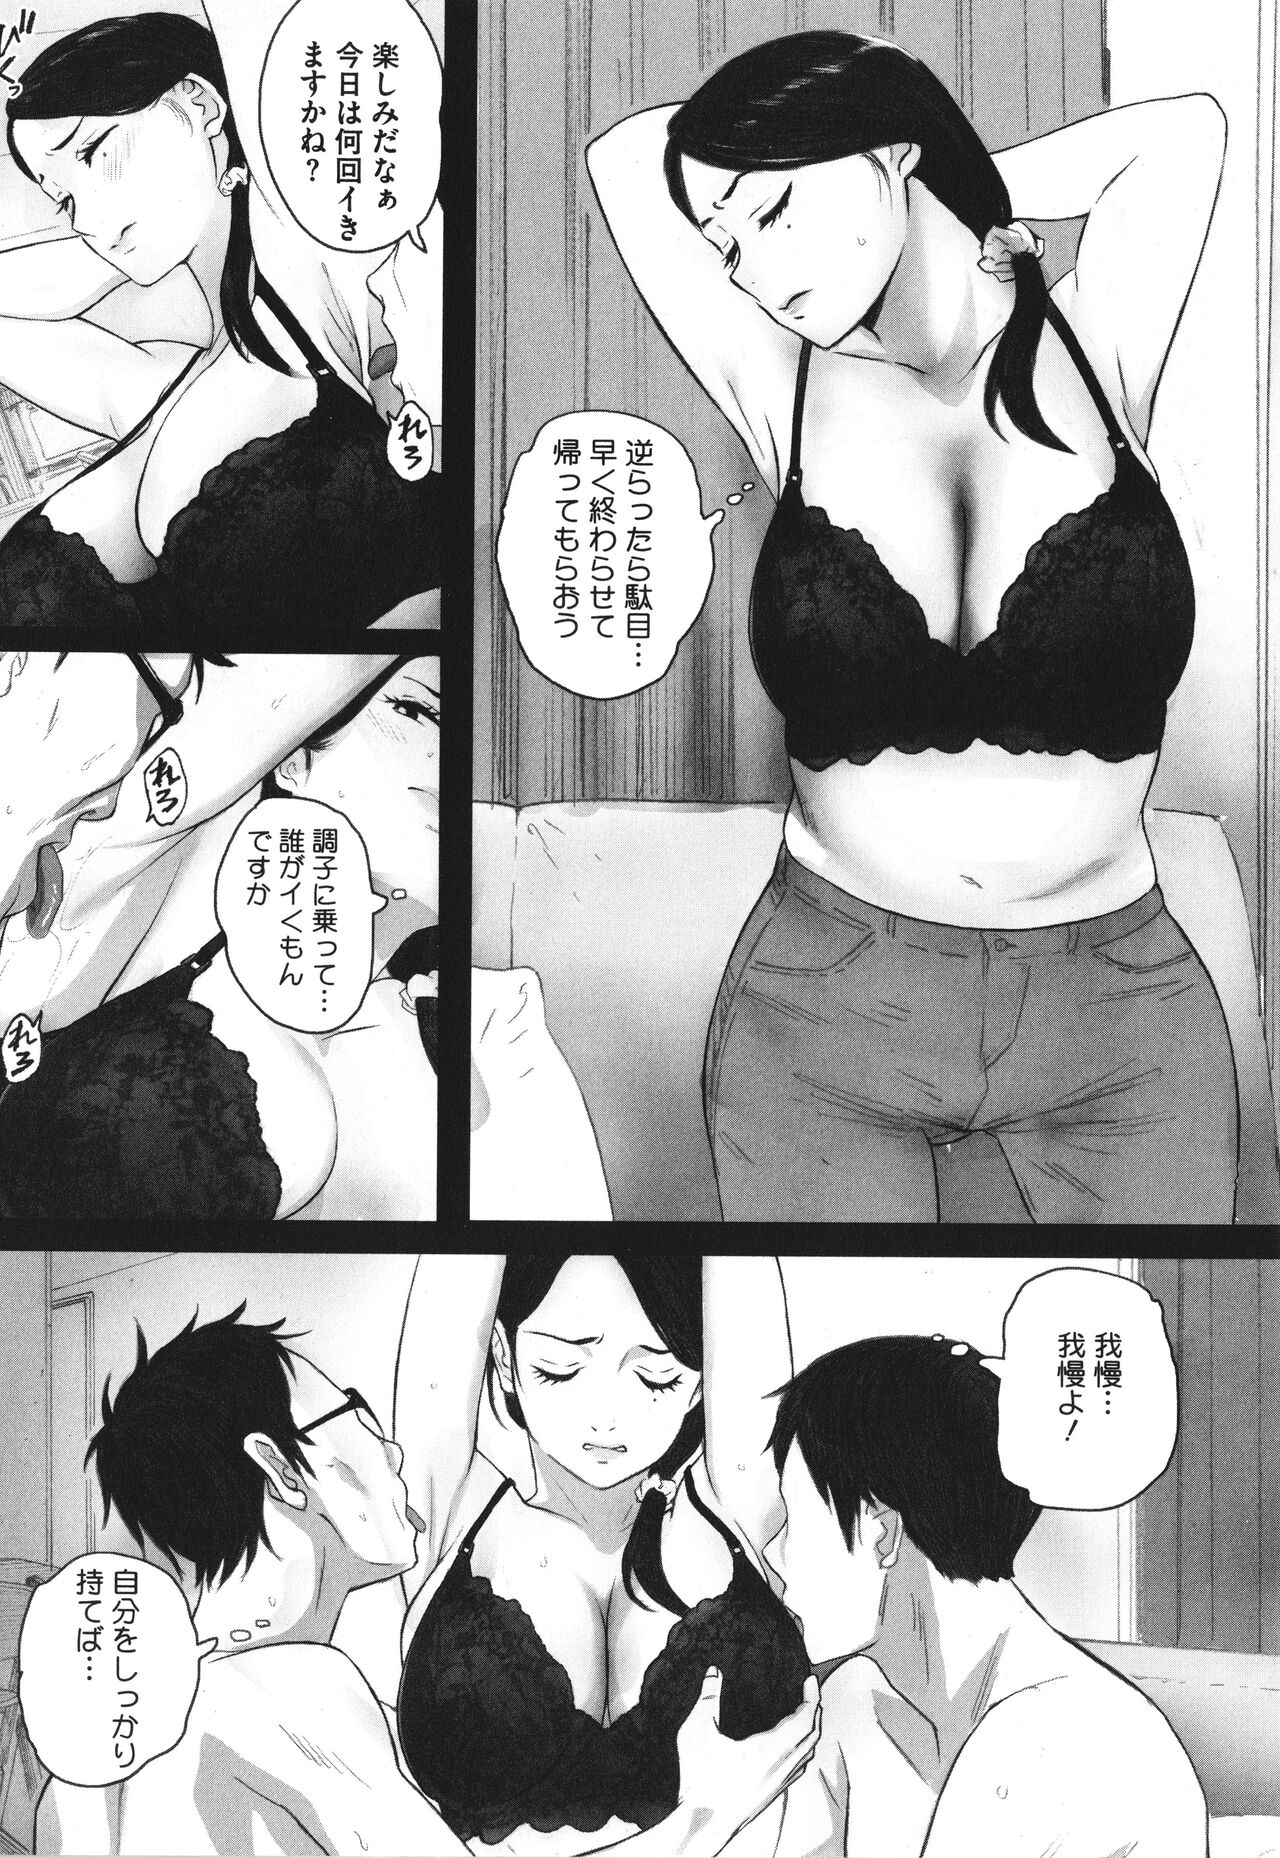 逆らったら駄目…
早く終わらせて
帰ってもらおう
楽しみだなぁ
今日は何回イき
ますかね？
びくっ
れろ
れろ
調子に乗って…
誰がイくもん
ですか
れろ
我慢…
我慢よ！
自分をしっかり
持てば…